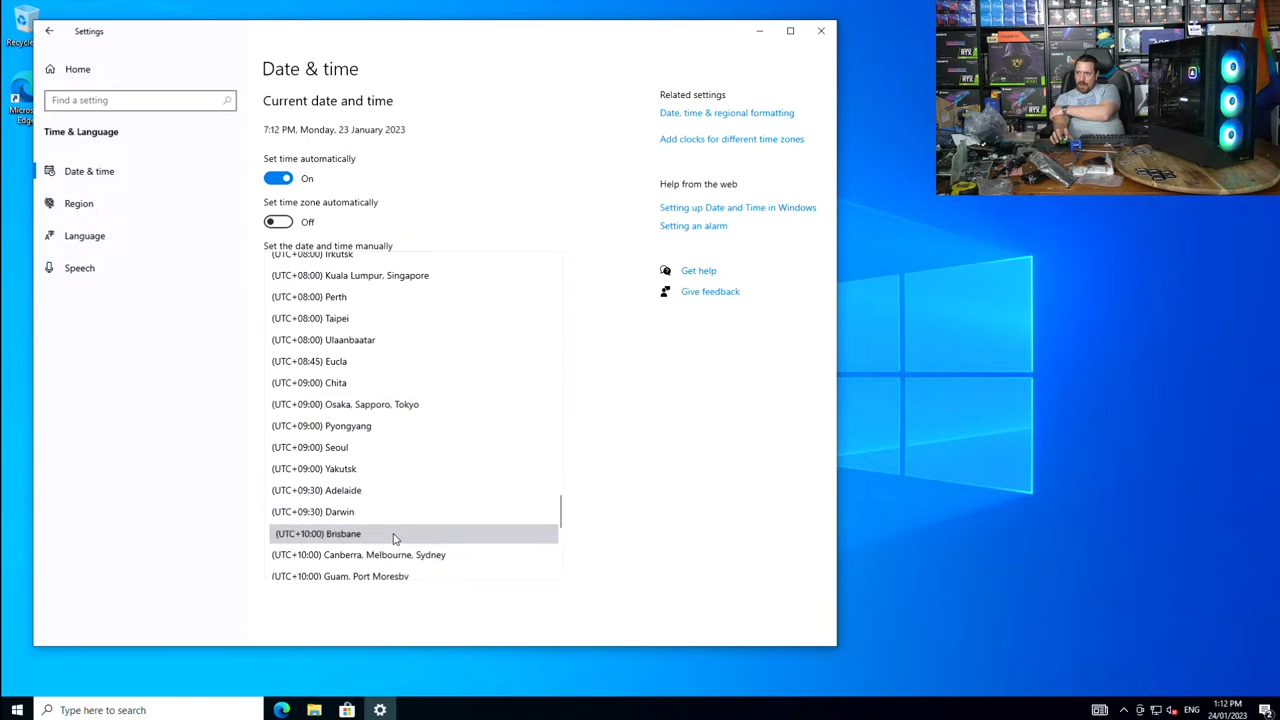 Recycle
Settings
Home
Find a setting
Time & Language
Date & time
Region
Language
Speech
Micros
Edge
Date & time
Current date and time
7:12 PM, Monday, 23 January 2023
Set time automatically
On
Set time zone automatically
Off
Set the date and time manually
(UTC+08:00) Irkutsk
(UTC+08:00) Kuala Lumpur, Singapore
(UTC+08:00) Perth
(UTC+08:00) Taipei
(UTC+08:00) Ulaanbaatar
(UTC+08:45) Eucla
(UTC+09:00) Chita
(UTC+09:00) Osaka, Sapporo, Tokyo
(UTC+09:00) Pyongyang
(UTC+09:00) Seoul
(UTC+09:00) Yakutsk
(UTC+09:30) Adelaide
(UTC+09:30) Darwin
(UTC+10:00) Brisbane
(UTC+10:00) Canberra, Melbourne, Sydney
(UTC+10:00) Guam, Port Moresby
Related settings
Date, time & regional formatting
Add clocks for different time zones
Help from the web
Setting up Date and Time in Windows
Setting an alarm
Get help
Give feedback
Type here to search
ENG
1:12 PM
24/01/2023